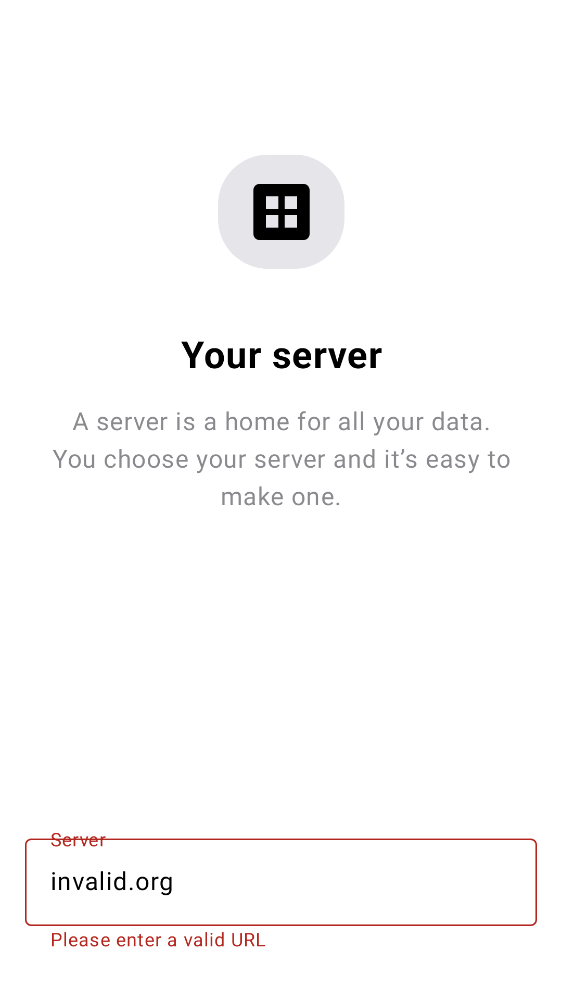 Your server
A server is a home for all your data.
You choose your server and it’s easy to
make one.
Server
invalid.org
Please enter a valid URL